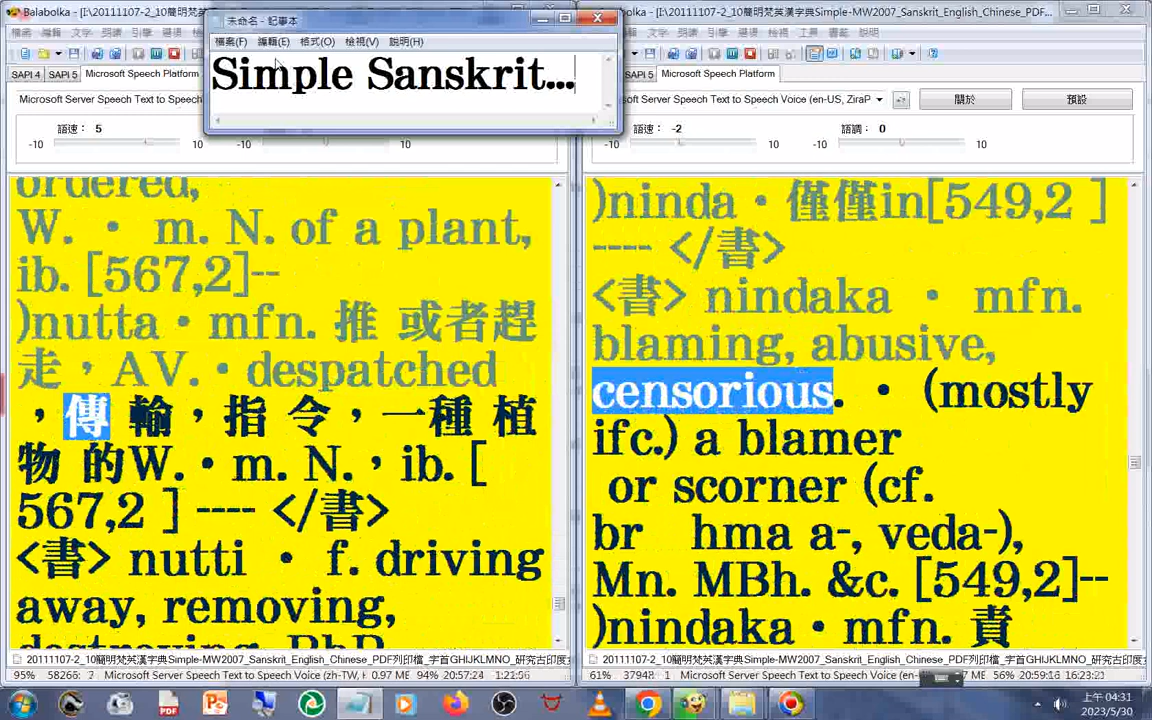 Balabolka - [20111107-2_10簡明梵英漢字
未命名 - 記事本
[20111107-2_10簡明梵英漢字典Simple-MW2007_Sanskrit_English_Chinese_PDF...
檔案(F) 編輯(E) 格式(O) 檢視(V) 說明(H)
Simple Sanskrit...
SAPI 4 SAPI 5 Microsoft Speech Platform
SAPI 5 Microsoft Speech Platform
Microsoft Server Speech Text to Speech
Microsoft Server Speech Text to Speech Voice (en-US, ZiraP
關於
預設
語速: 5
-10 -10 10
語速: -2 語調: 0
-10 10 -10 10
ordered,
W. • m. N. of a plant,
ib. [567,2]--
)nutta•mfn. 推 或者趕
走，AV.•despatched
，傳 輸，指 令，一種 植
物 的W.•m. N.，ib. [
567,2 ] ---- </書>
<書> nutti • f. driving
away, removing,
destroying, BhP.
)ninda•僅僅in[549,2 ]
---- </書>
<書> nindaka • mfn.
blaming, abusive,
censorious. • (mostly
ifc.) a blamer
or scorner (cf.
br hma a-, veda-),
Mn. MBh. &c. [549,2]--
)nindaka•mfn. 責
20111107-2_10簡明梵英漢字典Simple-MW2007_Sanskrit_English_Chinese_PDF列印檔_字首GHIJKLMNO_研究古印度
20111107-2_10簡明梵英漢字典Simple-MW2007_Sanskrit_English_Chinese_PDF列印檔_字首GHIJKLMNO_研究古印度
95% 58266: Microsoft Server Speech Text to Speech Voice (zh-TW, 0.97 MB 94% 20:57:24 1:21:56
61% 37948: Microsoft Server Speech Text to Speech Voice 56% 20:59:16 16:23:21
上午 04:31
2023/5/30